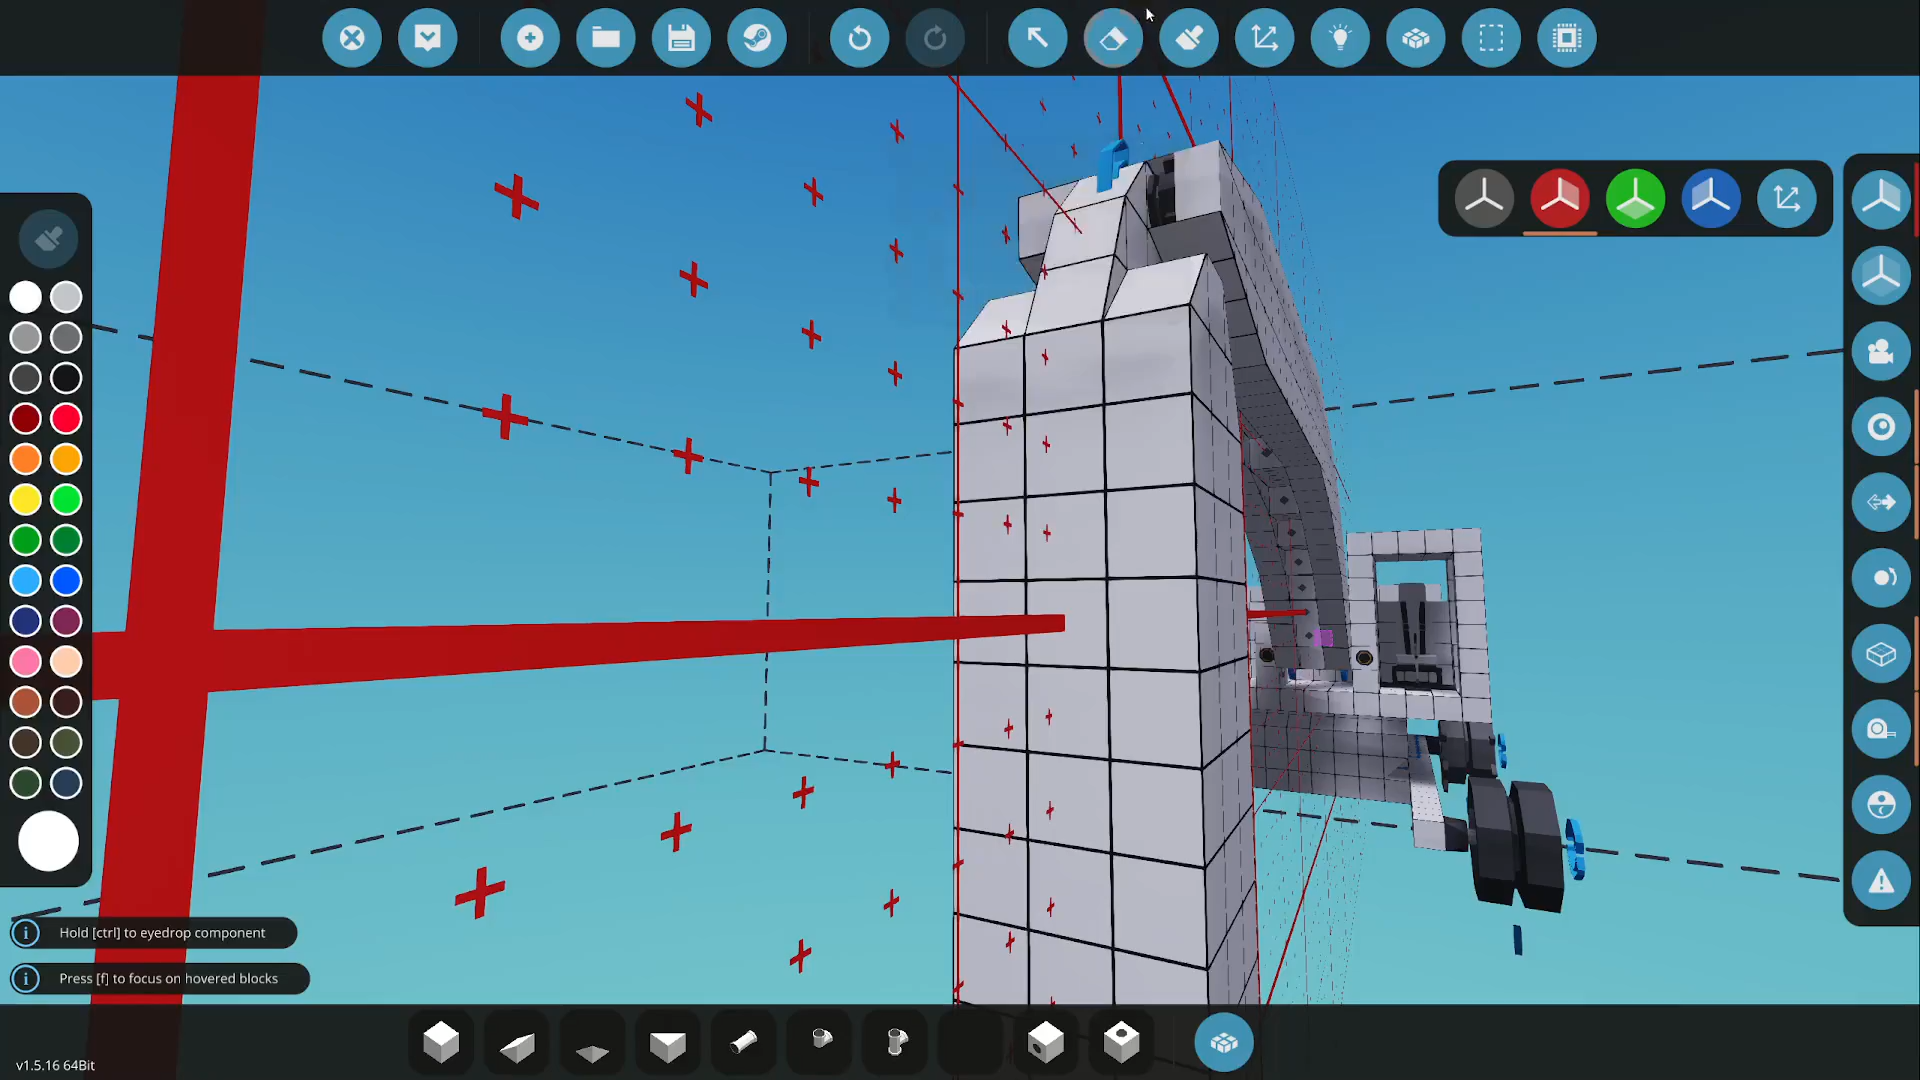 Hold [ctrl] to eyedrop component
Press [f] to focus on hovered blocks
v1.5.16 64Bit